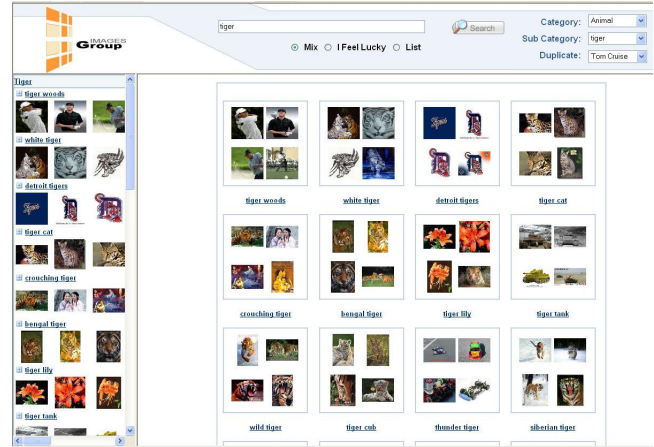 IMAGES
Group
tiger
Search
Mix
I Feel Lucky
List
Category: Animal
Sub Category: tiger
Duplicate: Tom Cruise
Tiger
tiger woods
white tiger
detroit tigers
tiger cat
crouching tiger
bengal tiger
tiger lily
tiger tank
tiger woods white tiger detroit tigers tiger cat
crouching tiger bengal tiger tiger lily tiger tank
wild tiger tiger cub thunder tiger siberian tiger